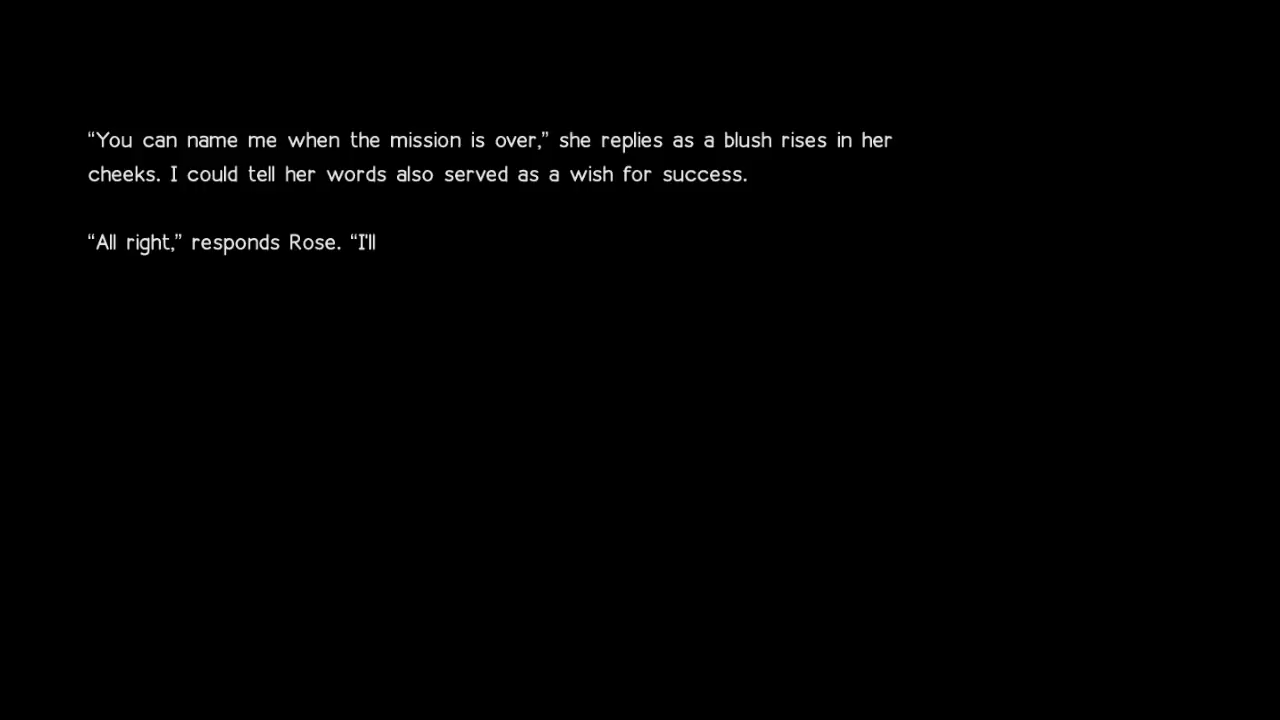 “You can name me when the mission is over,” she replies as a blush rises in her
cheeks. I could tell her words also served as a wish for success.
“All right,” responds Rose. “I'll